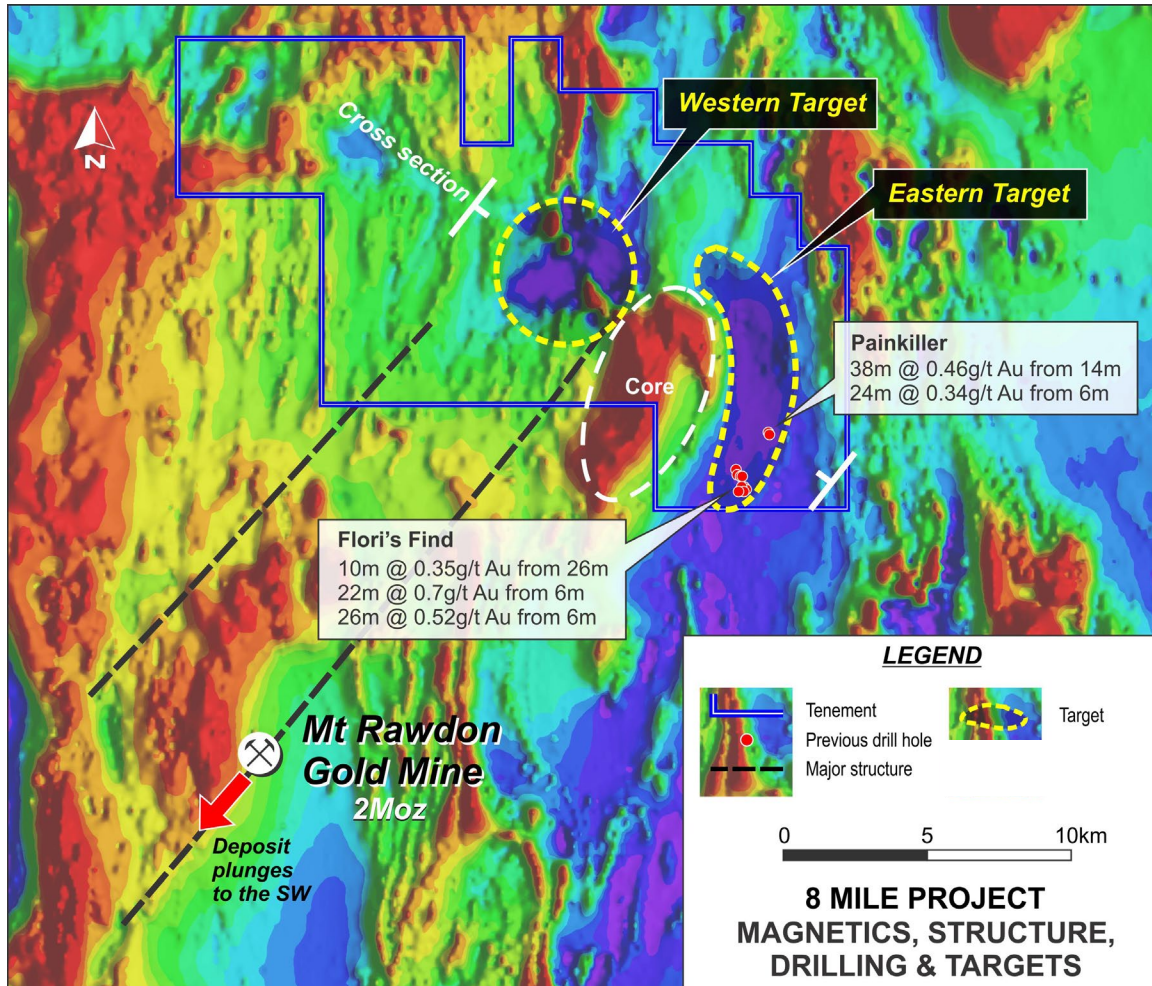 Western Target
Cross section
N
Eastern Target
Painkiller
38m @ 0.46g/t Au from 14m
24m @ 0.34g/t Au from 6m
Core
Flori's Find
10m @ 0.35g/t Au from 26m
22m @ 0.7g/t Au from 6m
26m @ 0.52g/t Au from 6m
Mt Rawdon
Gold Mine
2Moz
Deposit
plunges
to the SW
LEGEND
Tenement
Previous drill hole
Major structure
Target
0 5 10km
8 MILE PROJECT
MAGNETICS, STRUCTURE,
DRILLING & TARGETS